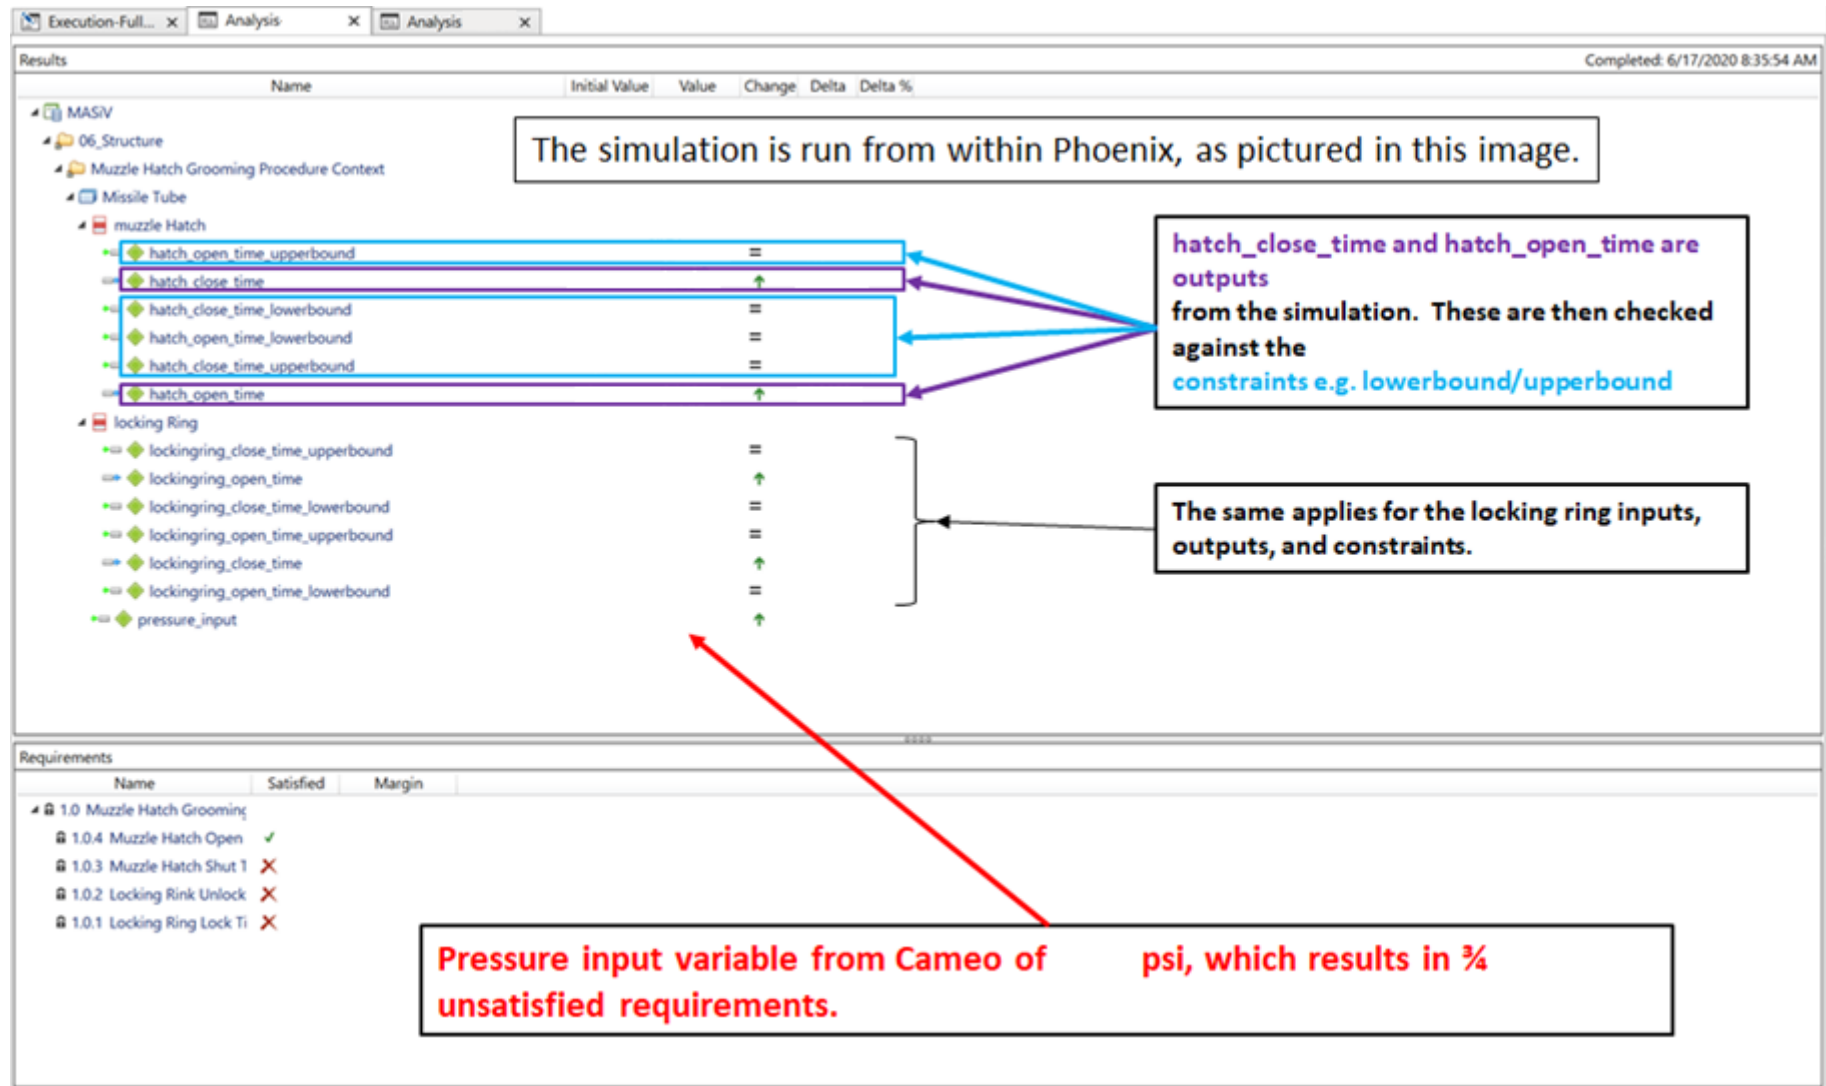 Execution-Full... x Analysis x Analysis x
Results Completed: 6/17/2020 8:35:54 AM
Name Initial Value Value Change Delta Delta %
MASiV
06_Structure
The simulation is run from within Phoenix, as pictured in this image.
Muzzle Hatch Grooming Procedure Context
Missile Tube
muzzle Hatch
hatch_open_time_upperbound =
hatch_close_time ↑
hatch_close_time_lowerbound =
hatch_open_time_lowerbound =
hatch_close_time_upperbound =
hatch_open_time ↑
hatch_close_time and hatch_open_time are
outputs
from the simulation. These are then checked
against the
constraints e.g. lowerbound/upperbound
locking Ring
lockingring_close_time_upperbound =
lockingring_open_time ↑
lockingring_close_time_lowerbound =
lockingring_open_time_upperbound =
lockingring_close_time ↑
lockingring_open_time_lowerbound =
The same applies for the locking ring inputs,
outputs, and constraints.
pressure_input ↑
Requirements
Name Satisfied Margin
1.0 Muzzle Hatch Grooming
1.0.4 Muzzle Hatch Open ✓
1.0.3 Muzzle Hatch Shut T ✗
1.0.2 Locking Rink Unlock ✗
1.0.1 Locking Ring Lock Ti ✗
Pressure input variable from Cameo of psi, which results in ¾
unsatisfied requirements.